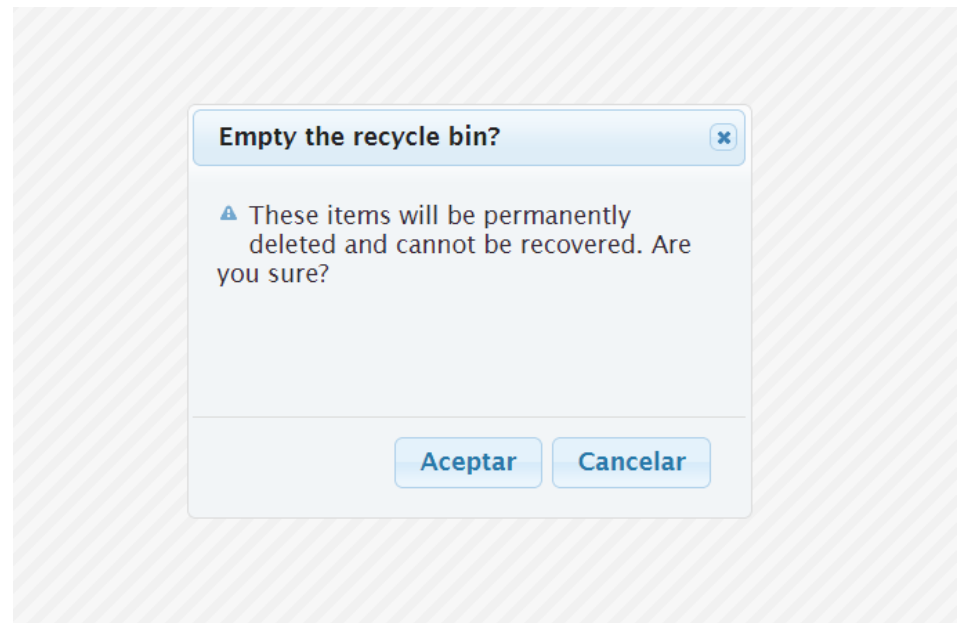 Empty the recycle bin?
These items will be permanently
deleted and cannot be recovered. Are
you sure?
Aceptar
Cancelar